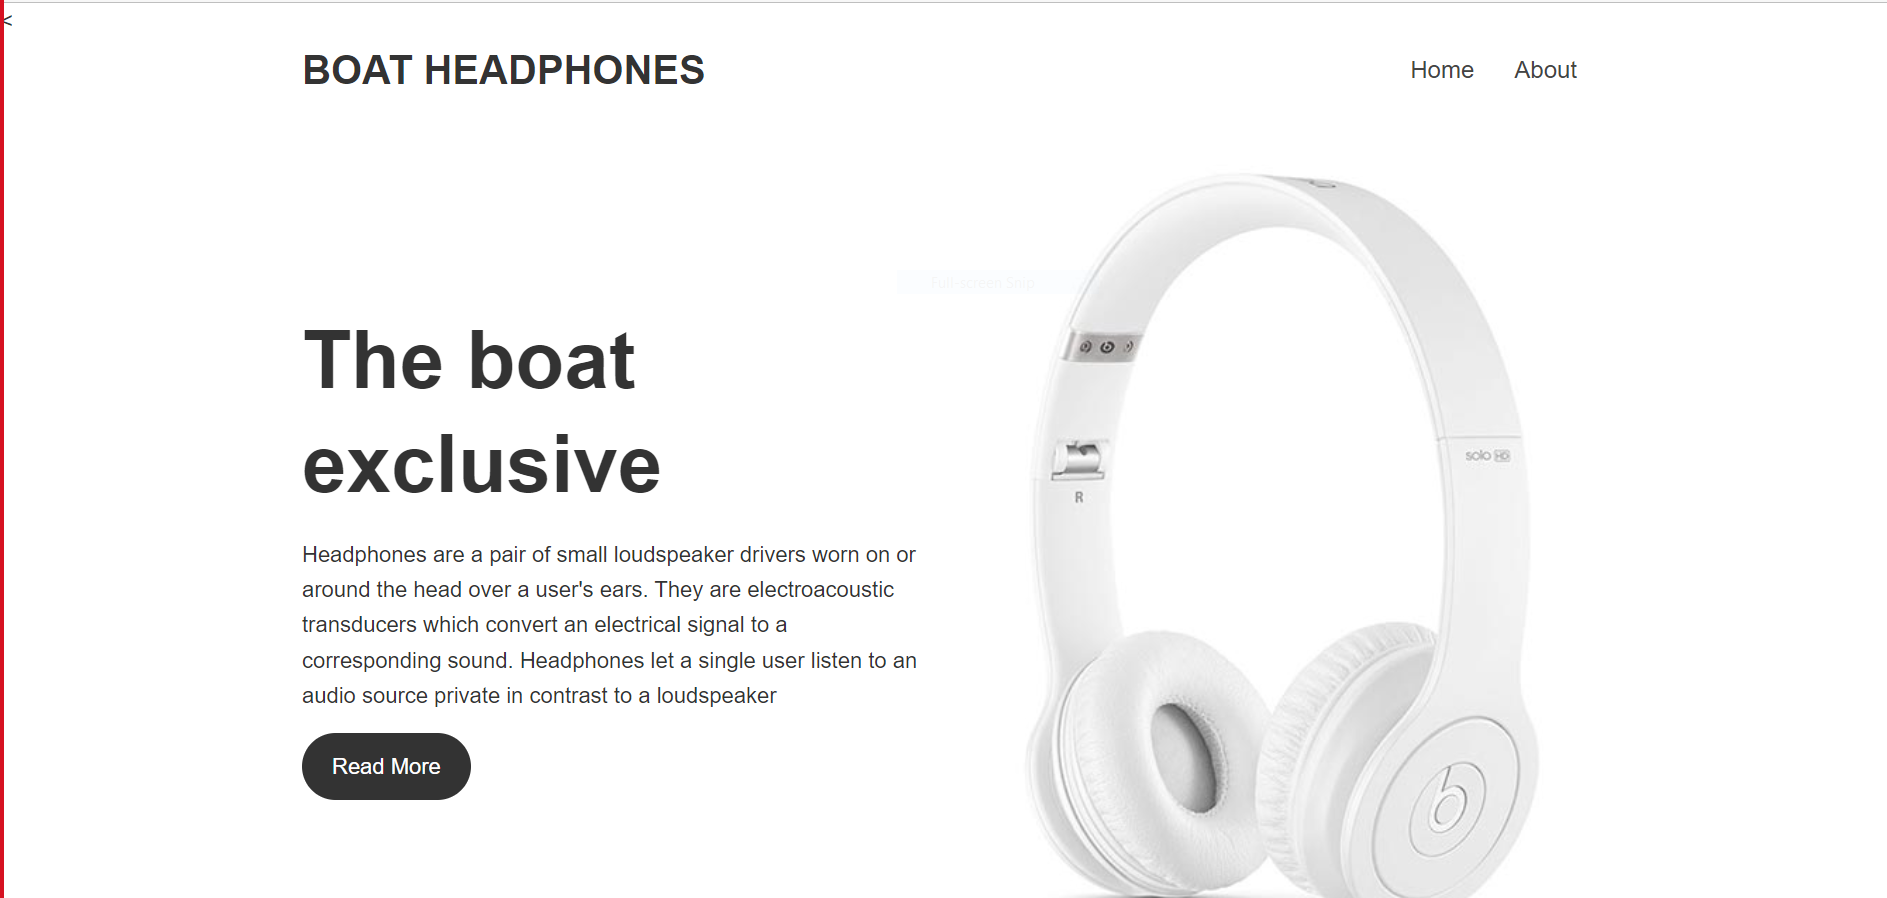 <
BOAT HEADPHONES
Home About
Full-screen Snip
The boat
exclusive
solo HD
R
Headphones are a pair of small loudspeaker drivers worn on or
around the head over a user's ears. They are electroacoustic
transducers which convert an electrical signal to a
corresponding sound. Headphones let a single user listen to an
audio source private in contrast to a loudspeaker
Read More
b